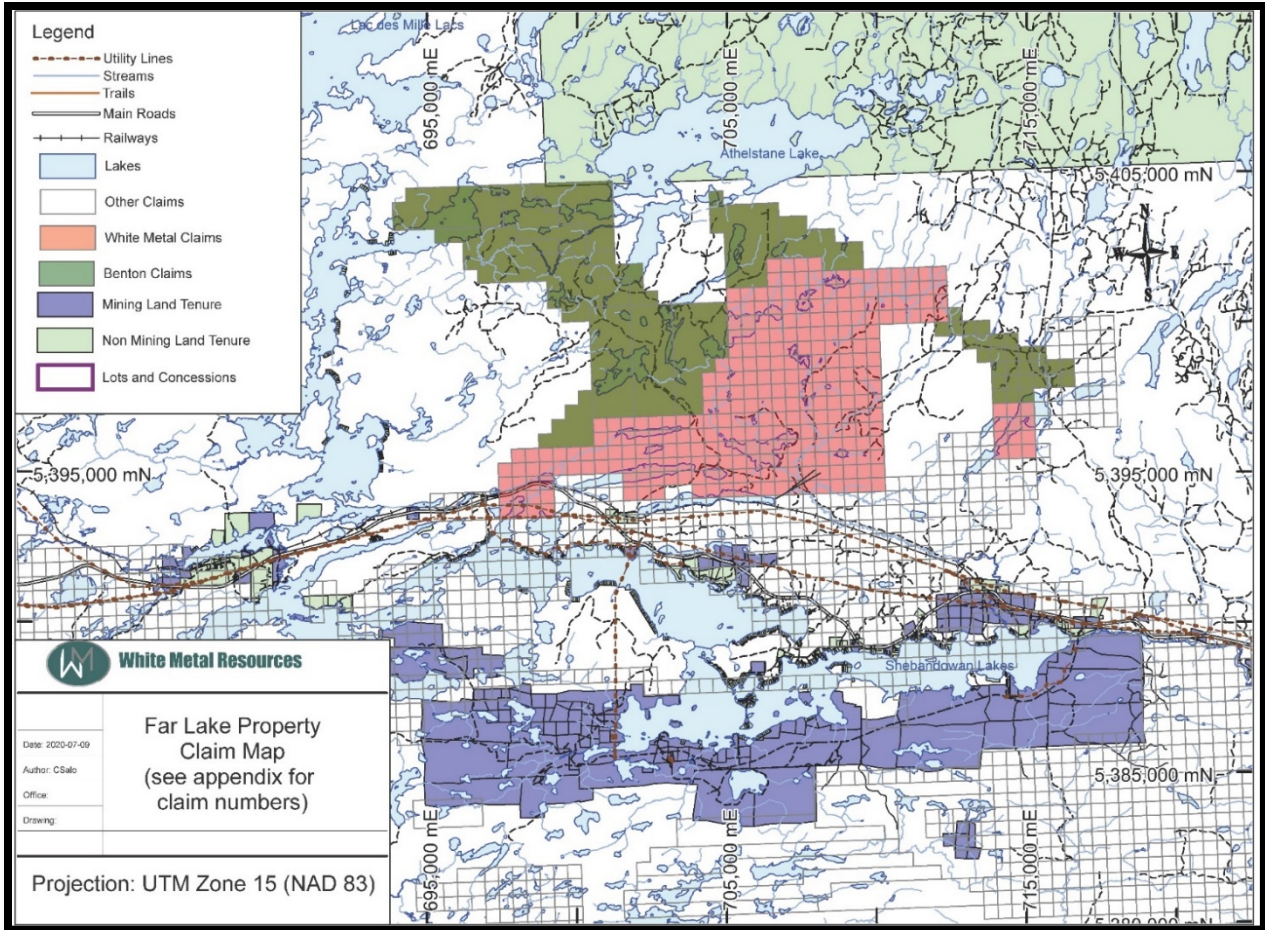 Legend
Utility Lines
Streams
Trails
Main Roads
Railways
Lakes
Other Claims
White Metal Claims
Benton Claims
Mining Land Tenure
Non Mining Land Tenure
Lots and Concessions
Lac des Mille Lacs
695,000 mE
705,000 mE
715,000 mE
Athelstane Lake
5,405,000 mN
N
W
E
S
5,395,000 mN
5,395,000 mN
Shebandowan Lakes
5,385,000 mN
695,000 mE
705,000 mE
715,000 mE
WM
White Metal Resources
Far Lake Property
Claim Map
(see appendix for
claim numbers)
Date: 2020-07-09
Author: CSalo
Office:
Drawing:
Projection: UTM Zone 15 (NAD 83)